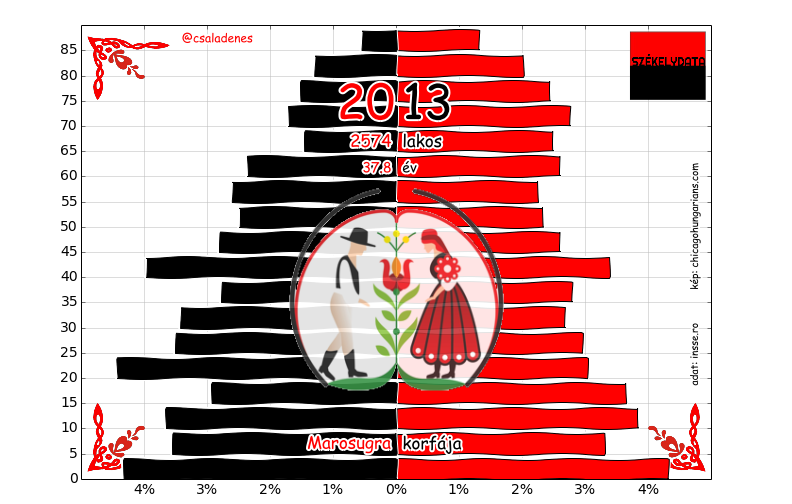 @csaladenes
SZÉKELYDATA
2013
2574 lakos
37.8 év
kép: chicagohungarians.com
adat: insse.ro
Marosugra korfája
85
80
75
70
65
60
55
50
45
40
35
30
25
20
15
10
5
0
4% 3% 2% 1% 0% 1% 2% 3% 4%